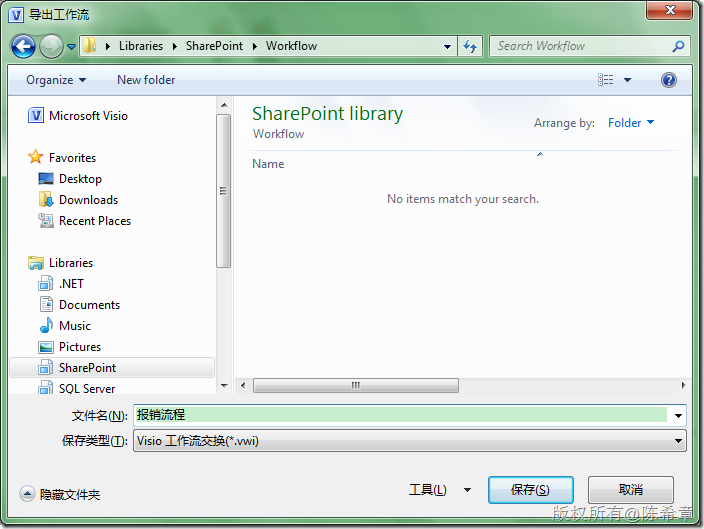 导出工作流
Libraries SharePoint Workflow
Search Workflow
Organize New folder
Microsoft Visio
Favorites
Desktop
Downloads
Recent Places
Libraries
.NET
Documents
Music
Pictures
SharePoint
SQL Server
SharePoint library
Workflow
Arrange by: Folder
Name
No items match your search.
文件名(N): 报销流程
保存类型(T): Visio 工作流交换(*.vwi)
隐藏文件夹
工具(L) 保存(S) 取消
版权所有@陈希章